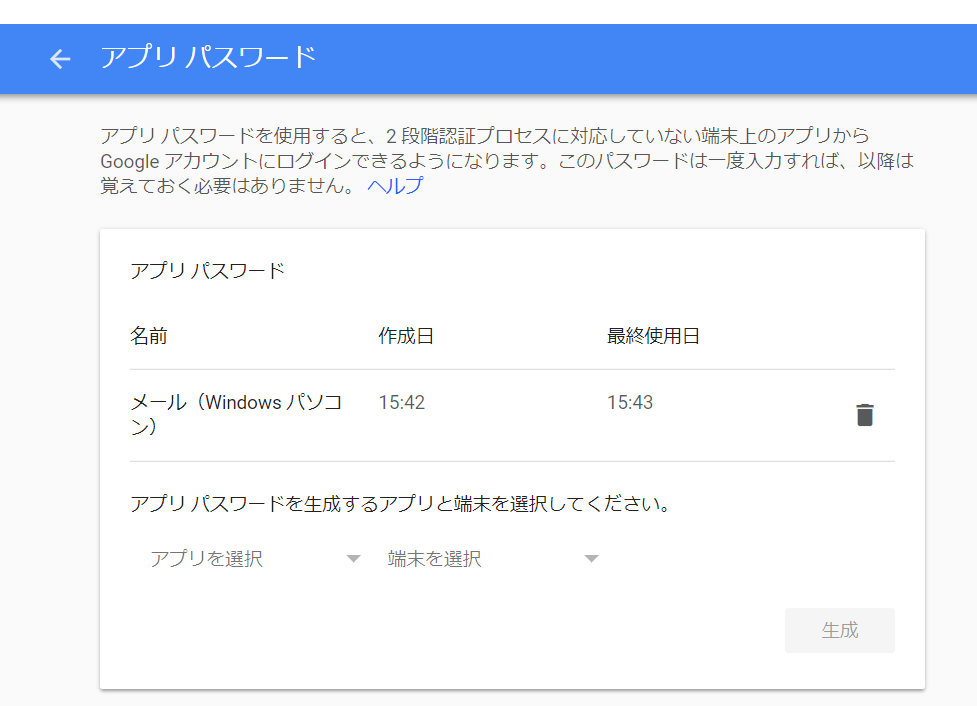 アプリ パスワード
アプリ パスワードを使用すると、2 段階認証プロセスに対応していない端末上のアプリから
Google アカウントにログインできるようになります。このパスワードは一度入力すれば、以降は
覚えておく必要はありません。 ヘルプ
アプリ パスワード
名前 作成日 最終使用日
メール（Windows パソコ 15:42 15:43
ン）
アプリ パスワードを生成するアプリと端末を選択してください。
アプリを選択 端末を選択
生成